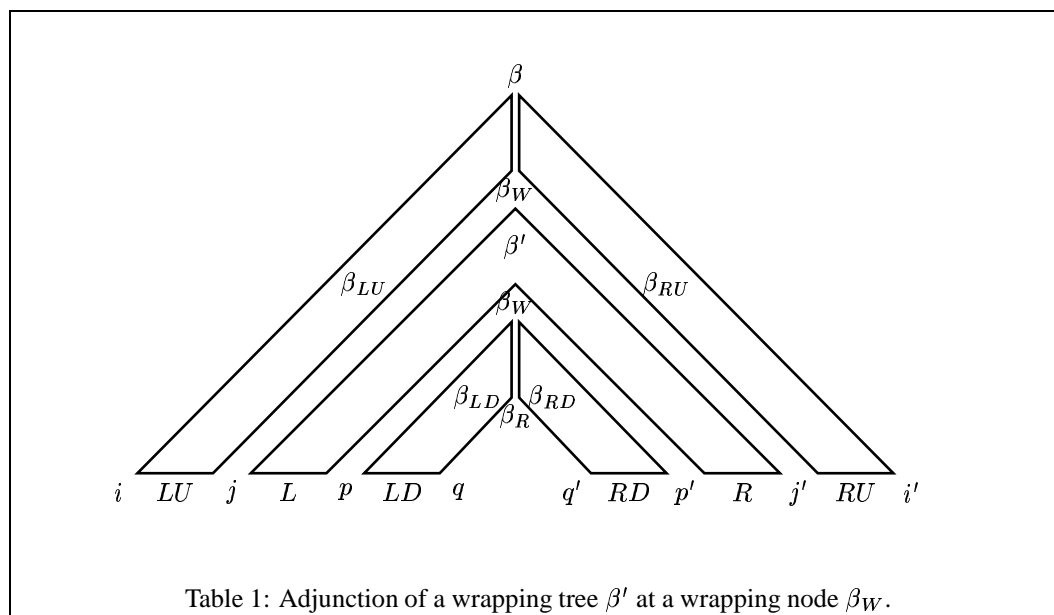 β
β_W
β′
β_LU β_RU
β_W
β_LD β_RD
β_R
i LU j L p LD q q′ RD p′ R j′ RU i′
Table 1: Adjunction of a wrapping tree β′ at a wrapping node β_W.